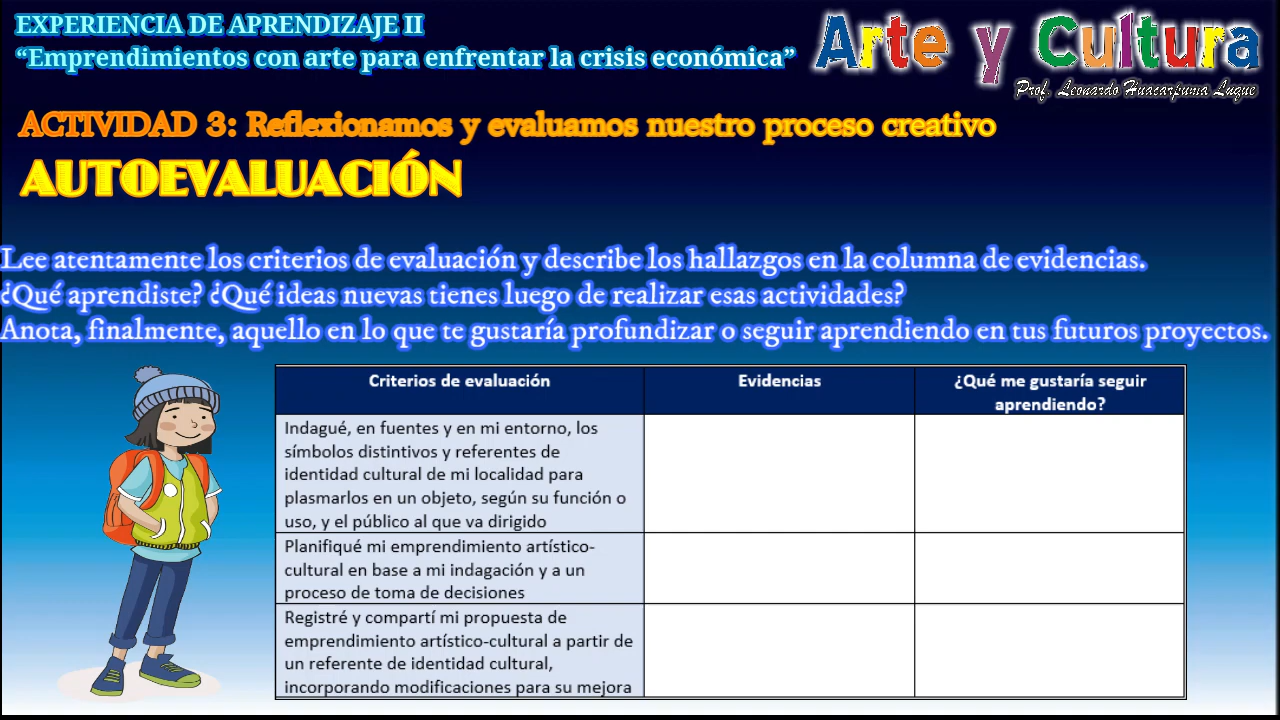 EXPERIENCIA DE APRENDIZAJE II
“Emprendimientos con arte para enfrentar la crisis económica”
Arte y Cultura
Prof. Leonardo Huacarpuma Luque
ACTIVIDAD 3: Reflexionamos y evaluamos nuestro proceso creativo
AUTOEVALUACIÓN
Lee atentamente los criterios de evaluación y describe los hallazgos en la columna de evidencias.
¿Qué aprendiste? ¿Qué ideas nuevas tienes luego de realizar esas actividades?
Anota, finalmente, aquello en lo que te gustaría profundizar o seguir aprendiendo en tus futuros proyectos.
Criterios de evaluación
Evidencias
¿Qué me gustaría seguir
aprendiendo?
Indagué, en fuentes y en mi entorno, los
símbolos distintivos y referentes de
identidad cultural de mi localidad para
plasmarlos en un objeto, según su función o
uso, y el público al que va dirigido
Planifiqué mi emprendimiento artístico-
cultural en base a mi indagación y a un
proceso de toma de decisiones
Registré y compartí mi propuesta de
emprendimiento artístico-cultural a partir de
un referente de identidad cultural,
incorporando modificaciones para su mejora